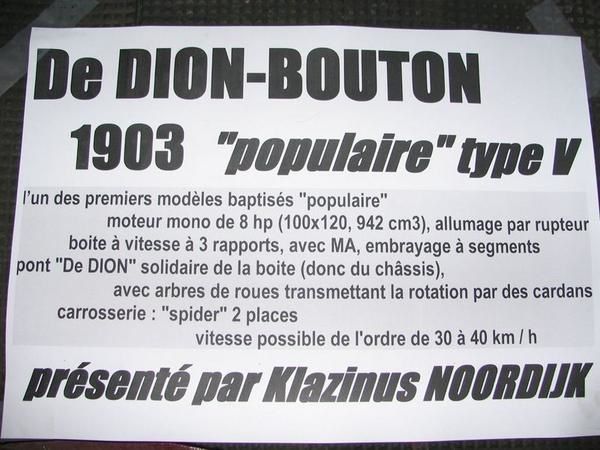 De DION-BOUTON
1903 "populaire" type V
l'un des premiers modèles baptisés "populaire"
moteur mono de 8 hp (100x120, 942 cm3), allumage par rupteur
boite à vitesse à 3 rapports, avec MA, embrayage à segments
pont "De DION" solidaire de la boite (donc du châssis),
avec arbres de roues transmettant la rotation par des cardans
carrosserie : "spider" 2 places
vitesse possible de l'ordre de 30 à 40 km / h
présenté par Klazinus NOORDIJK